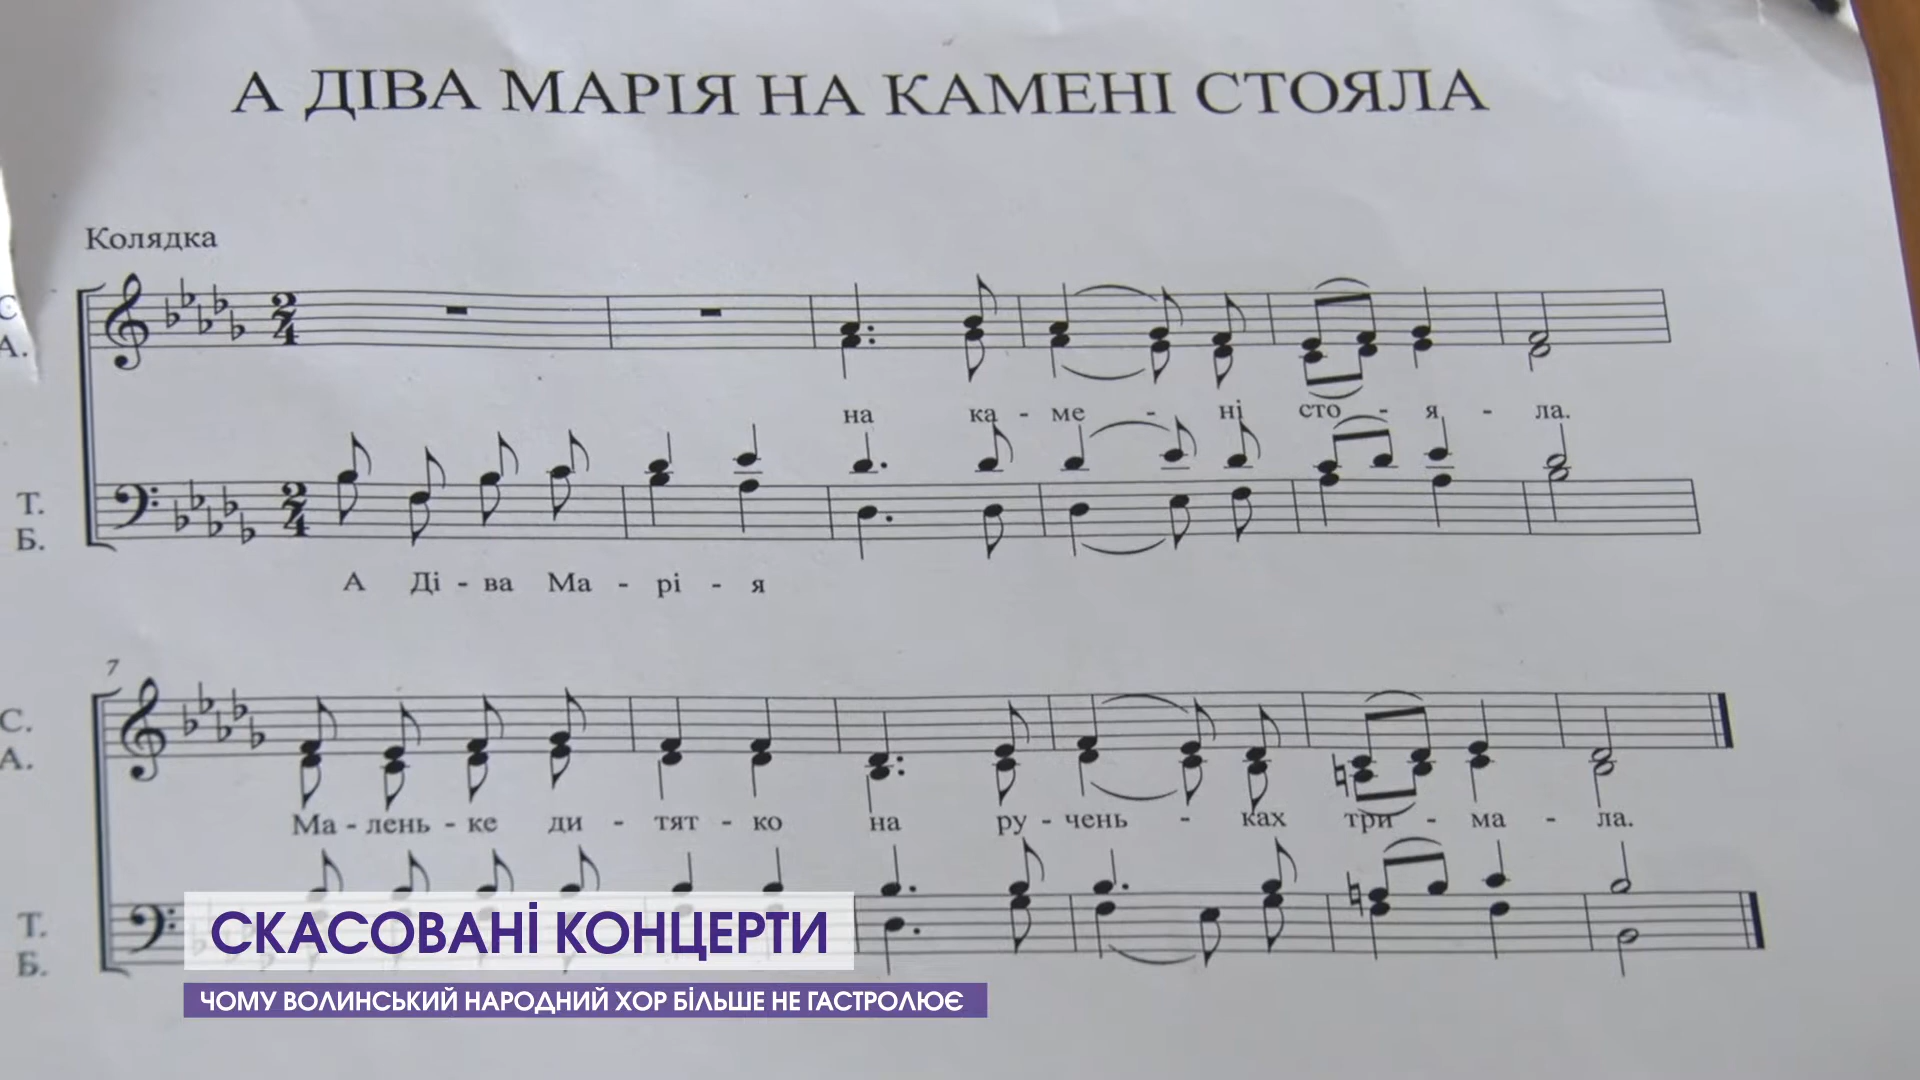 А ДІВА МАРІЯ НА КАМЕНІ СТОЯЛА
Колядка
С.
А.
на ка - ме - ні сто - я - ла.
Т.
Б.
А Ді - ва Ма - рі - я
7
С.
А.
Ма - лень - ке ди - тят - ко на ру - чень - ках три - ма - ла.
Т.
Б.
СКАСОВАНі КОНЦЕРТИ
ЧОМУ ВОЛИНСЬКИЙ НАРОДНИЙ ХОР БІЛЬШЕ НЕ ГАСТРОЛЮЄ